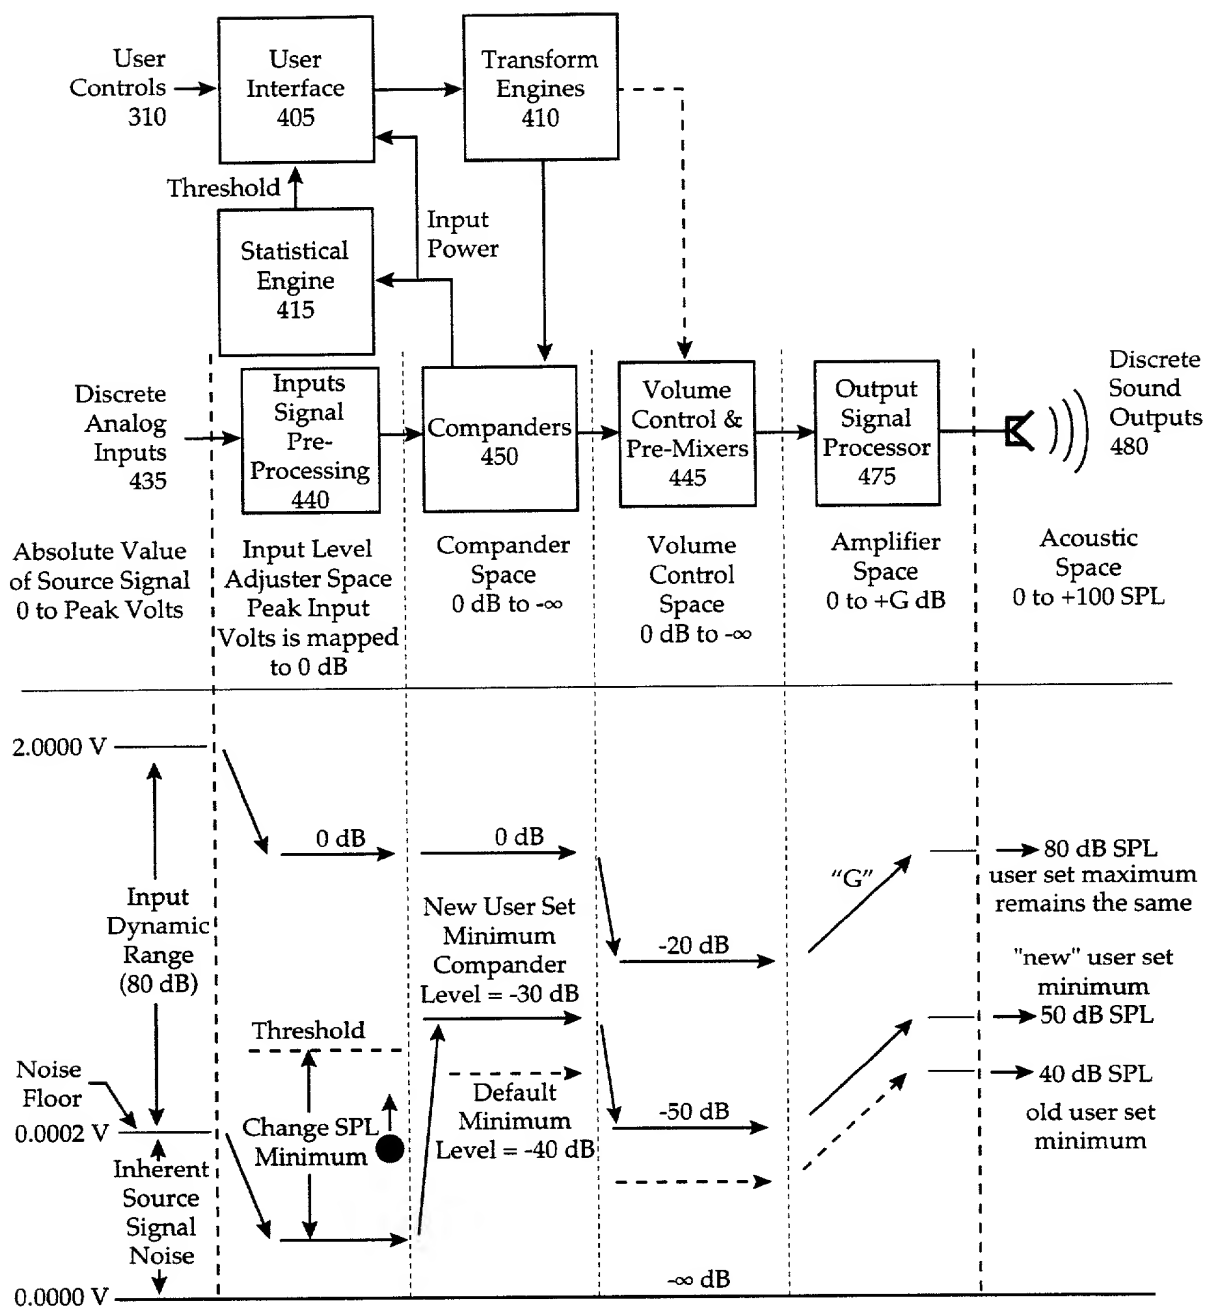 User
Controls
310
User
Interface
405
Transform
Engines
410
Threshold
Statistical
Engine
415
Input
Power
Discrete
Analog
Inputs
435
Inputs
Signal
Pre-
Processing
440
Companders
450
Volume
Control &
Pre-Mixers
445
Output
Signal
Processor
475
Discrete
Sound
Outputs
480
Absolute Value
of Source Signal
0 to Peak Volts
Input Level
Adjuster Space
Peak Input
Volts is mapped
to 0 dB
Compander
Space
0 dB to -∞
Volume
Control
Space
0 dB to -∞
Amplifier
Space
0 to +G dB
Acoustic
Space
0 to +100 SPL
2.0000 V
0 dB
0 dB
"G"
80 dB SPL
user set maximum
remains the same
Input
Dynamic
Range
(80 dB)
New User Set
Minimum
Compander
Level = -30 dB
-20 dB
"new" user set
minimum
50 dB SPL
Threshold
Noise
Floor
0.0002 V
Change SPL
Minimum
Default
Minimum
Level = -40 dB
-50 dB
40 dB SPL
old user set
minimum
Inherent
Source
Signal
Noise
0.0000 V
-∞ dB